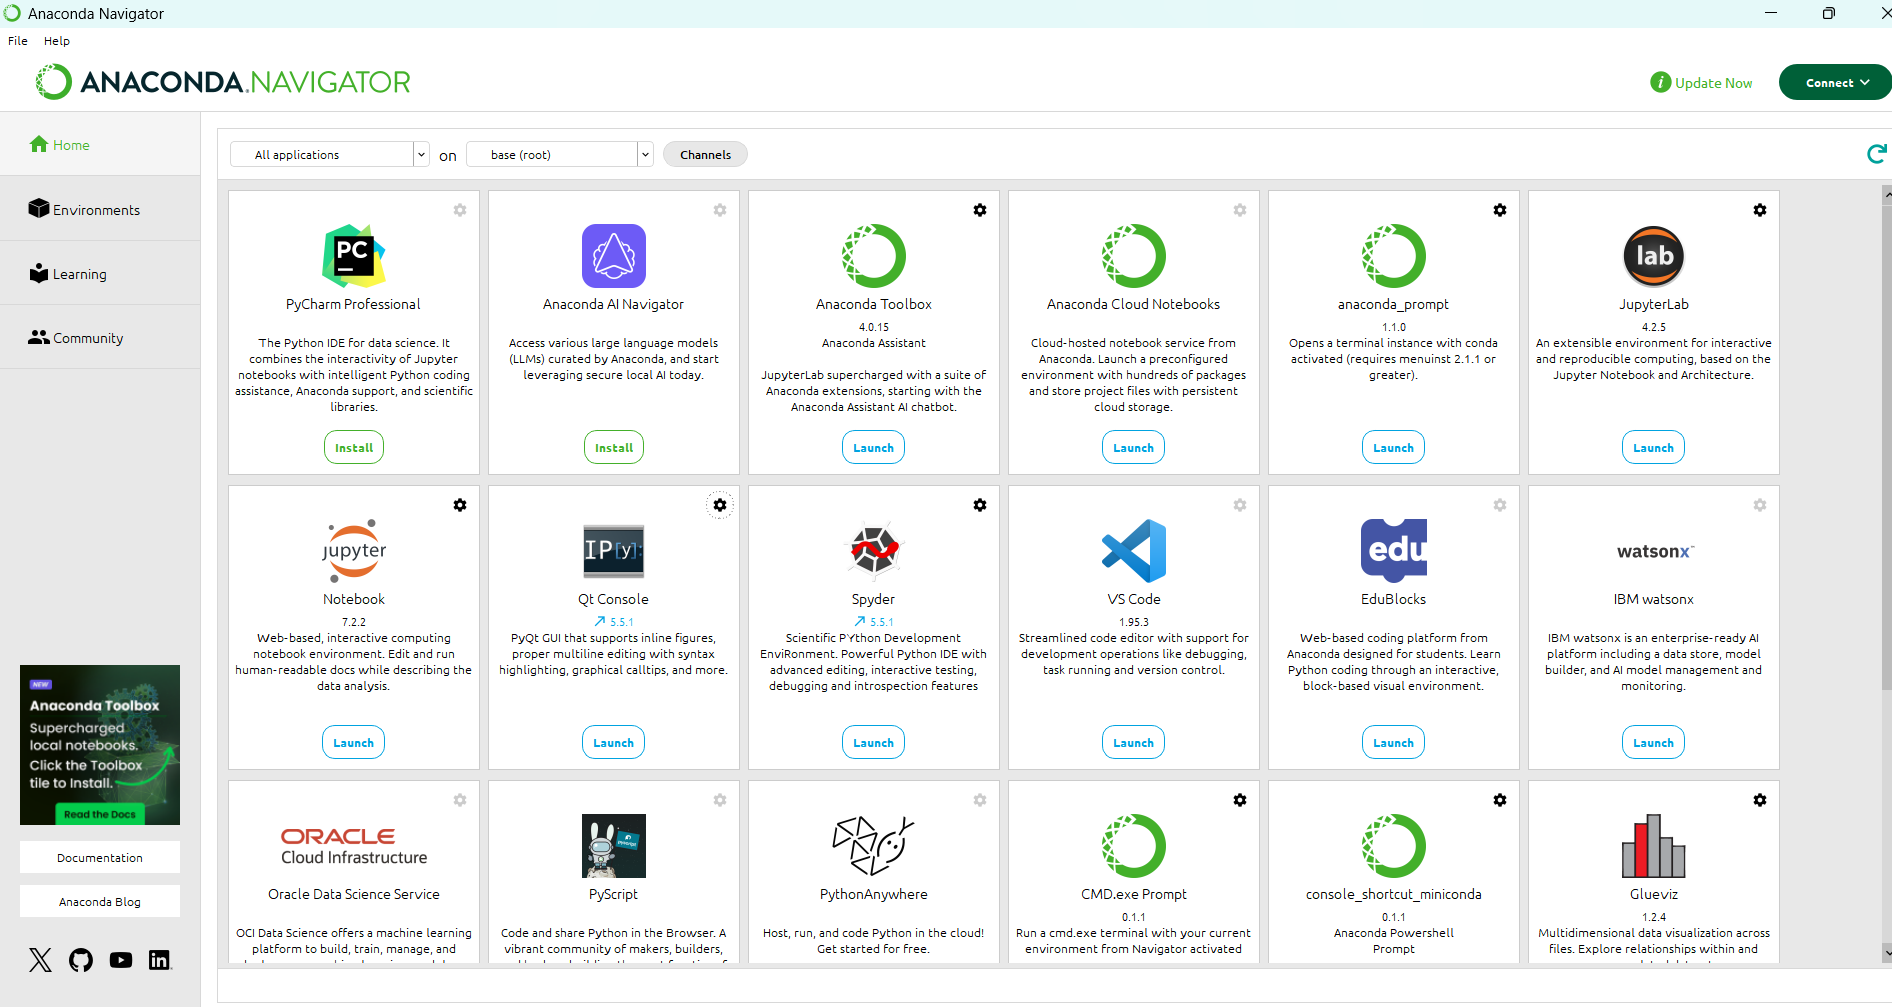 Anaconda Navigator
File Help
ANACONDA.NAVIGATOR
Update Now
Connect
Home
Environments
Learning
Community
All applications
on
base (root)
Channels
PC
PyCharm Professional
The Python IDE for data science. It
combines the interactivity of Jupyter
notebooks with intelligent Python coding
assistance, Anaconda support, and scientific
libraries.
Install
Anaconda AI Navigator
Access various large language models
(LLMs) curated by Anaconda, and start
leveraging secure local AI today.
Install
Anaconda Toolbox
4.0.15
Anaconda Assistant
JupyterLab supercharged with a suite of
Anaconda extensions, starting with the
Anaconda Assistant AI chatbot.
Launch
Anaconda Cloud Notebooks
Cloud-hosted notebook service from
Anaconda. Launch a preconfigured
environment with hundreds of packages
and store project files with persistent
cloud storage.
Launch
anaconda_prompt
1.1.0
Opens a terminal instance with conda
activated (requires menuinst 2.1.1 or
greater).
Launch
lab
JupyterLab
4.2.5
An extensible environment for interactive
and reproducible computing, based on the
Jupyter Notebook and Architecture.
Launch
jupyter
Notebook
7.2.2
Web-based, interactive computing
notebook environment. Edit and run
human-readable docs while describing the
data analysis.
Launch
IP[y]:
Qt Console
5.5.1
PyQt GUI that supports inline figures,
proper multiline editing with syntax
highlighting, graphical calltips, and more.
Launch
Spyder
5.5.1
Scientific PYthon Development
EnviRonment. Powerful Python IDE with
advanced editing, interactive testing,
debugging and introspection features
Launch
VS Code
1.95.3
Streamlined code editor with support for
development operations like debugging,
task running and version control.
Launch
edu
EduBlocks
Web-based coding platform from
Anaconda designed for students. Learn
Python coding through an interactive,
block-based visual environment.
Launch
watsonx™
IBM watsonx
IBM watsonx is an enterprise-ready AI
platform including a data store, model
builder, and AI model management and
monitoring.
Launch
ORACLE
Cloud Infrastructure
Oracle Data Science Service
OCI Data Science offers a machine learning
platform to build, train, manage, and
PyScript
Code and share Python in the Browser. A
vibrant community of makers, builders,
PythonAnywhere
Host, run, and code Python in the cloud!
Get started for free.
CMD.exe Prompt
0.1.1
Run a cmd.exe terminal with your current
environment from Navigator activated
console_shortcut_miniconda
0.1.1
Anaconda Powershell
Prompt
Glueviz
1.2.4
Multidimensional data visualization across
files. Explore relationships within and
NEW
Anaconda Toolbox
Supercharged
local notebooks.
Click the Toolbox
tile to Install.
Read the Docs
Documentation
Anaconda Blog